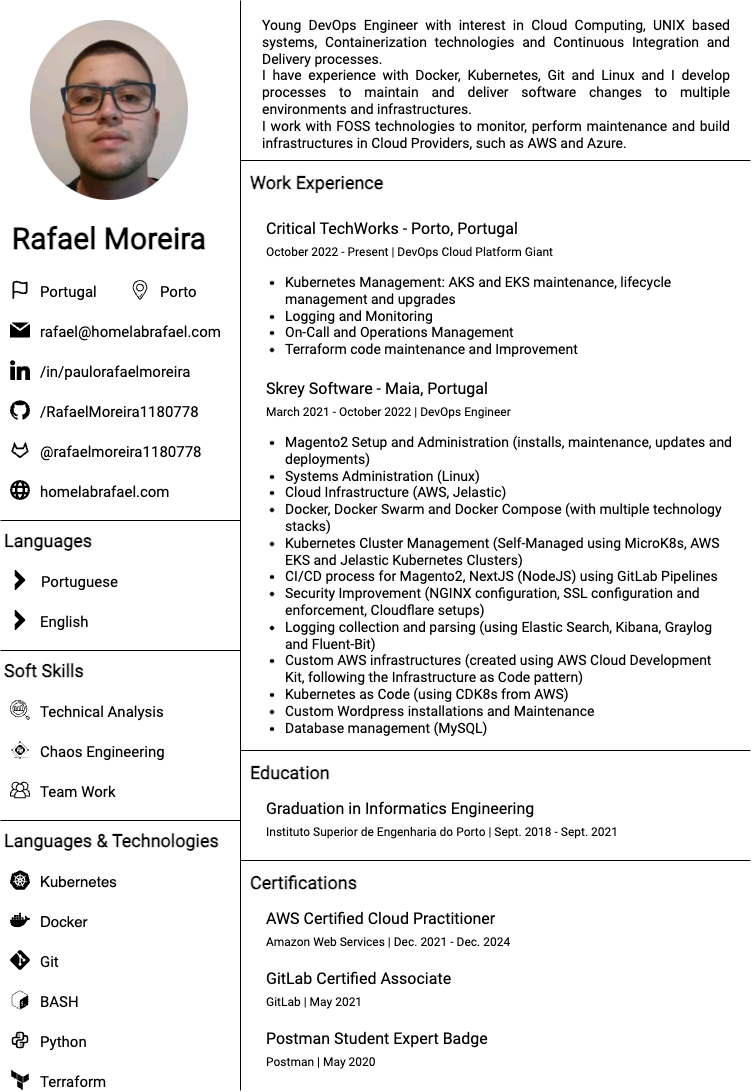 Rafael Moreira
Portugal
Porto
rafael@homelabrafael.com
/in/paulorafaelmoreira
/RafaelMoreira1180778
@rafaelmoreira1180778
homelabrafael.com
Languages
Portuguese
English
Soft Skills
Technical Analysis
Chaos Engineering
Team Work
Languages & Technologies
Kubernetes
Docker
Git
BASH
Python
Terraform
Young DevOps Engineer with interest in Cloud Computing, UNIX based
systems, Containerization technologies and Continuous Integration and
Delivery processes.
I have experience with Docker, Kubernetes, Git and Linux and I develop
processes to maintain and deliver software changes to multiple
environments and infrastructures.
I work with FOSS technologies to monitor, perform maintenance and build
infrastructures in Cloud Providers, such as AWS and Azure.
Work Experience
Critical TechWorks - Porto, Portugal
October 2022 - Present | DevOps Cloud Platform Giant
• Kubernetes Management: AKS and EKS maintenance, lifecycle
management and upgrades
• Logging and Monitoring
• On-Call and Operations Management
• Terraform code maintenance and Improvement
Skrey Software - Maia, Portugal
March 2021 - October 2022 | DevOps Engineer
• Magento2 Setup and Administration (installs, maintenance, updates and
deployments)
• Systems Administration (Linux)
• Cloud Infrastructure (AWS, Jelastic)
• Docker, Docker Swarm and Docker Compose (with multiple technology
stacks)
• Kubernetes Cluster Management (Self-Managed using MicroK8s, AWS
EKS and Jelastic Kubernetes Clusters)
• CI/CD process for Magento2, NextJS (NodeJS) using GitLab Pipelines
• Security Improvement (NGINX configuration, SSL configuration and
enforcement, Cloudflare setups)
• Logging collection and parsing (using Elastic Search, Kibana, Graylog
and Fluent-Bit)
• Custom AWS infrastructures (created using AWS Cloud Development
Kit, following the Infrastructure as Code pattern)
• Kubernetes as Code (using CDK8s from AWS)
• Custom Wordpress installations and Maintenance
• Database management (MySQL)
Education
Graduation in Informatics Engineering
Instituto Superior de Engenharia do Porto | Sept. 2018 - Sept. 2021
Certifications
AWS Certified Cloud Practitioner
Amazon Web Services | Dec. 2021 - Dec. 2024
GitLab Certified Associate
GitLab | May 2021
Postman Student Expert Badge
Postman | May 2020